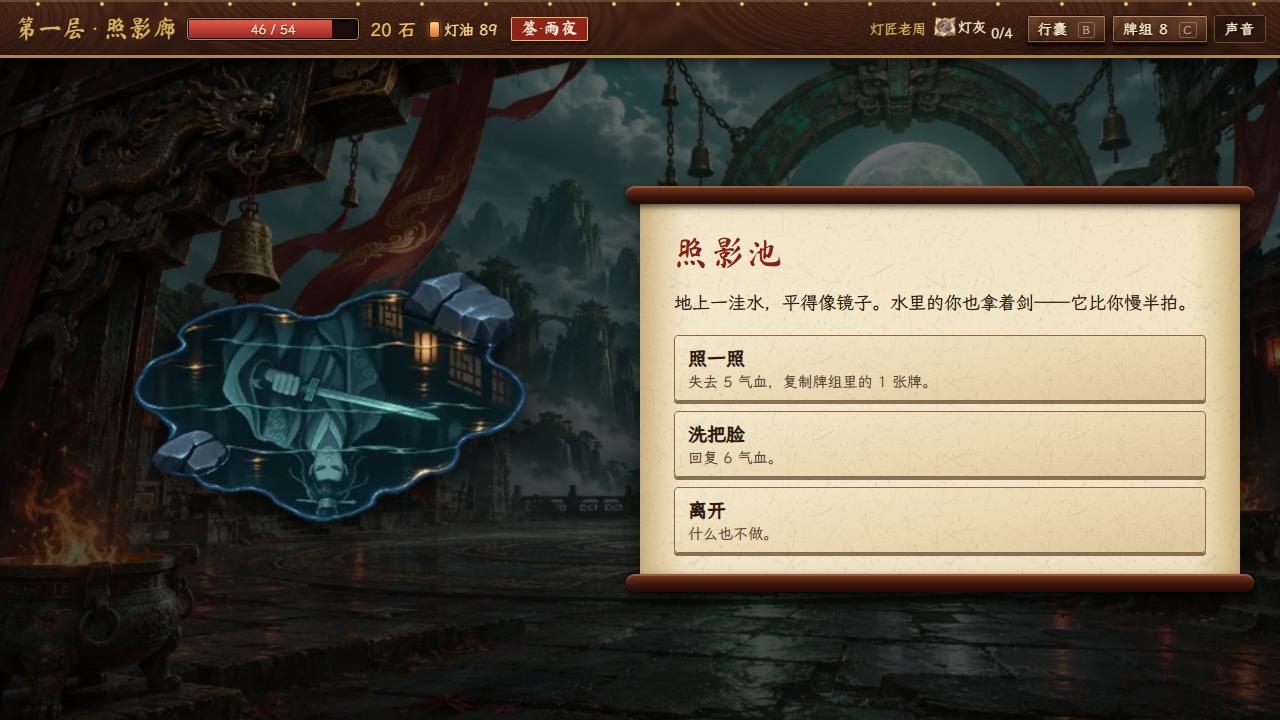 第一层·照影廊 46 / 54 20 石 灯油 89 签·雨夜 灯匠老周 灯灰 0/4 行囊 B 牌组 8 C 声音
照影池
地上一洼水，平得像镜子。水里的你也拿着剑——它比你慢半拍。
照一照
失去 5 气血，复制牌组里的 1 张牌。
洗把脸
回复 6 气血。
离开
什么也不做。